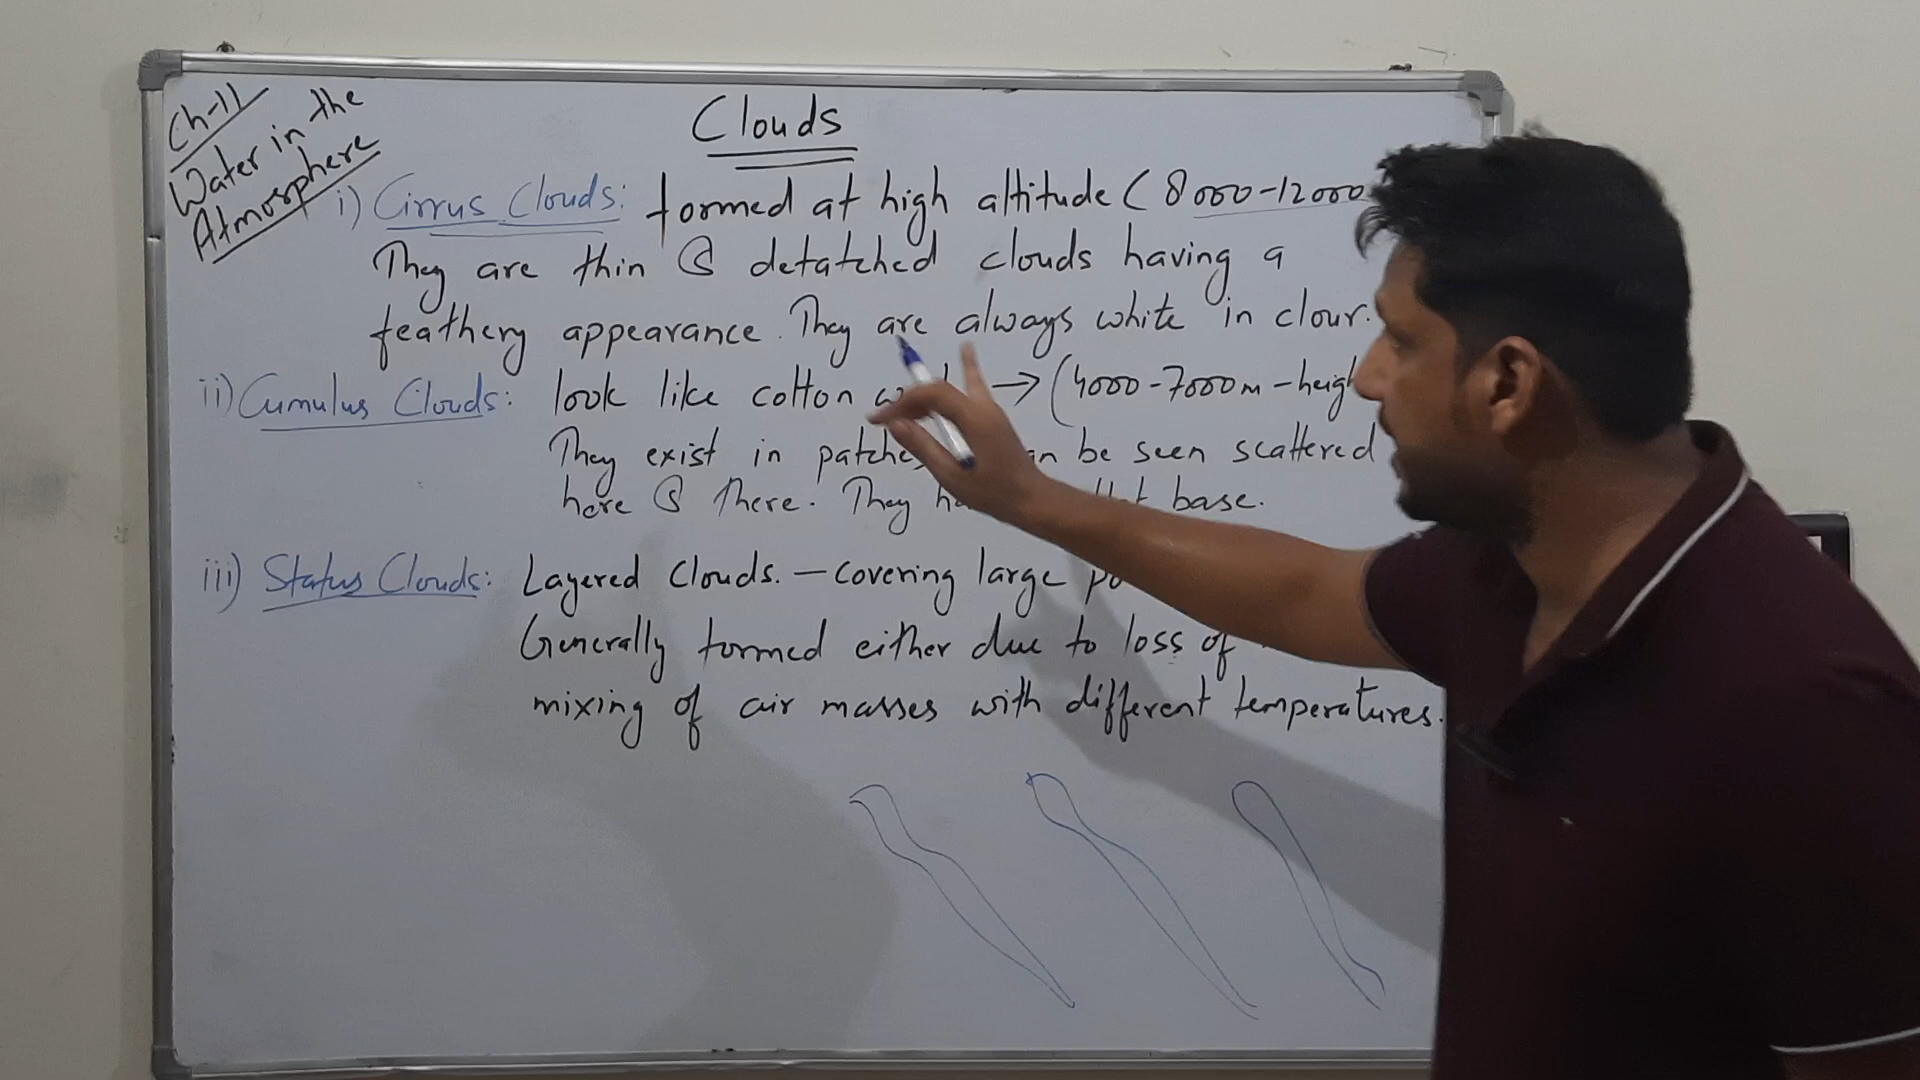 Ch-11
Water in the
Atmosphere
Clouds
i) Cirrus Clouds: formed at high altitude ( 8000-12000
They are thin & detatched clouds having a
feathery appearance. They are always white in clour.
ii) Cumulus Clouds: look like cotton → (4000-7000m-heigh
They exist in patches be seen scattered
here & there. They base.
iii) Status Clouds: Layered Clouds. - covering large
Generally formed either due to loss of
mixing of air masses with different temperatures.